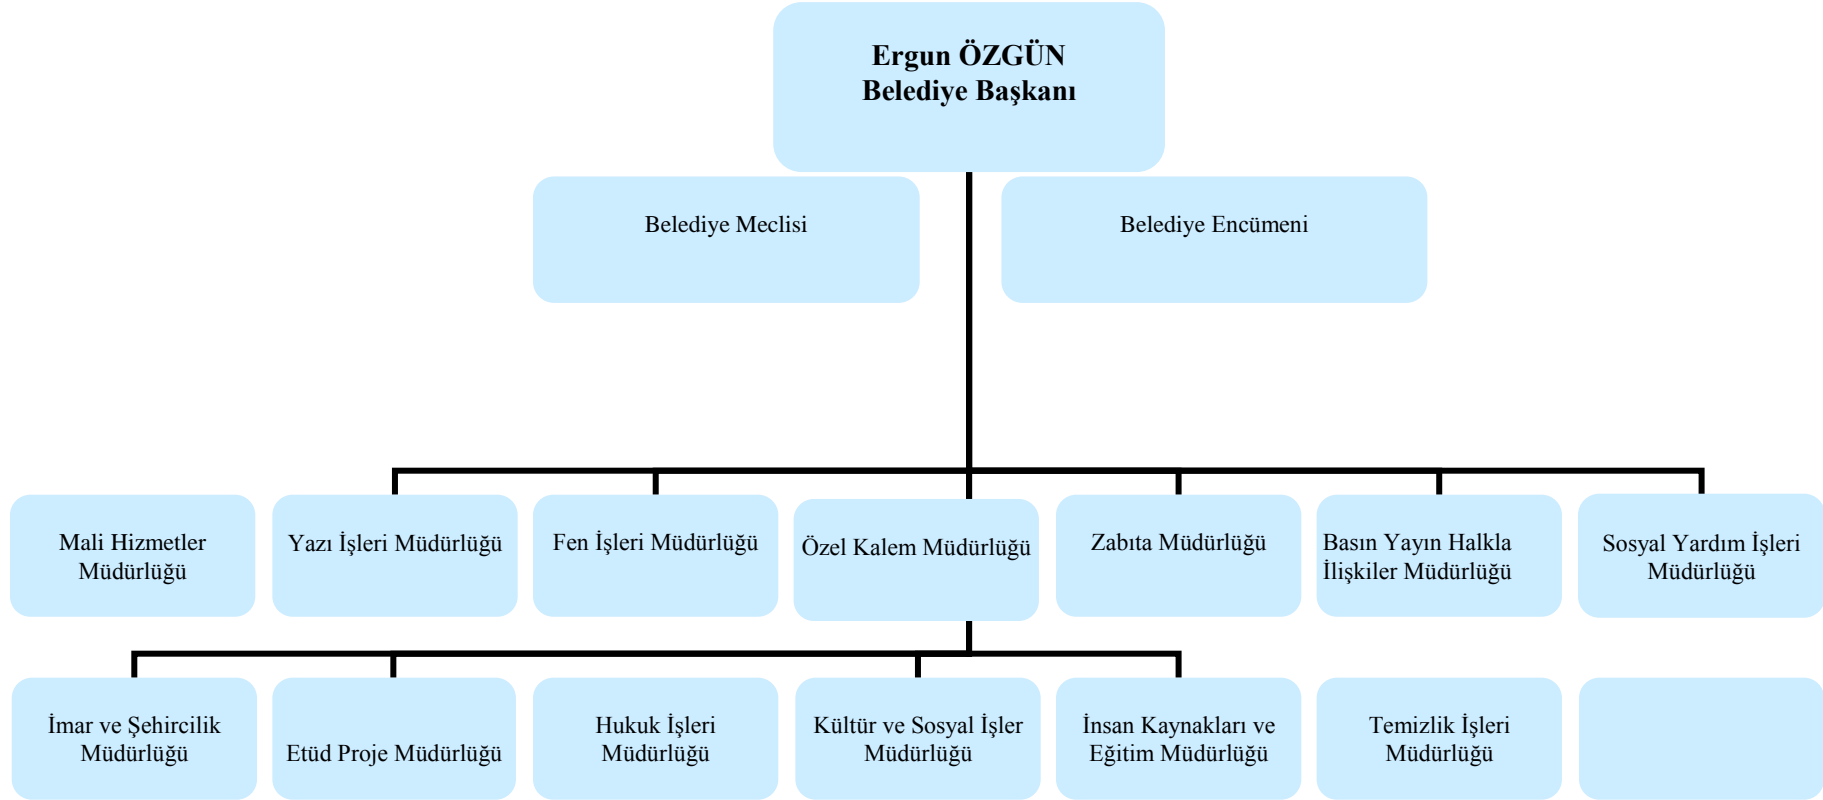 Ergun ÖZGÜN
Belediye Başkanı
Belediye Meclisi
Belediye Encümeni
Mali Hizmetler
Müdürlüğü
Yazı İşleri Müdürlüğü
Fen İşleri Müdürlüğü
Özel Kalem Müdürlüğü
Zabıta Müdürlüğü
Basın Yayın Halkla
İlişkiler Müdürlüğü
Sosyal Yardım İşleri
Müdürlüğü
İmar ve Şehircilik
Müdürlüğü
Etüd Proje Müdürlüğü
Hukuk İşleri
Müdürlüğü
Kültür ve Sosyal İşler
Müdürlüğü
İnsan Kaynakları ve
Eğitim Müdürlüğü
Temizlik İşleri
Müdürlüğü